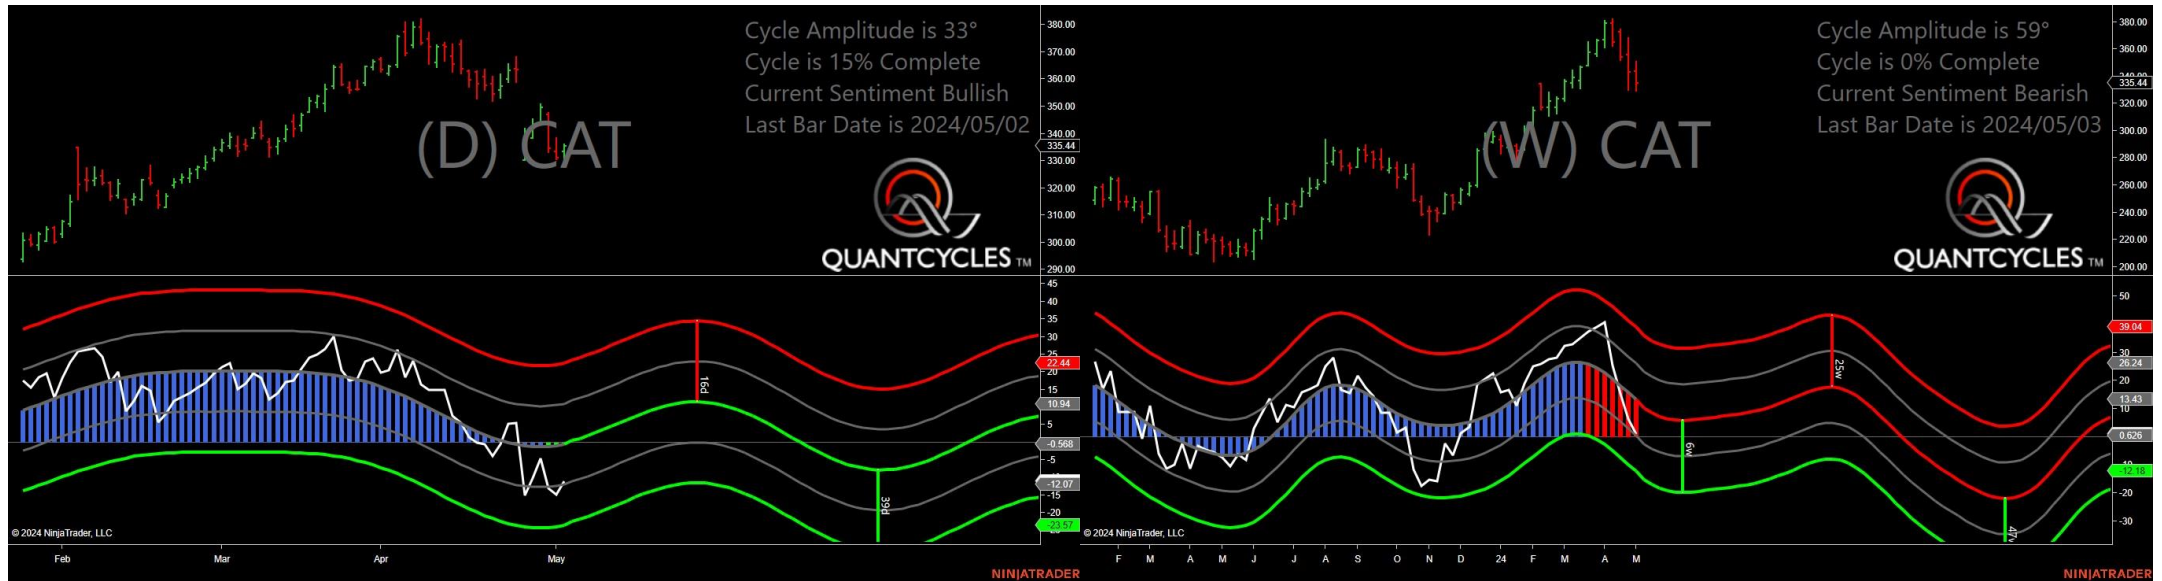 Cycle Amplitude is 33°
Cycle is 15% Complete
Current Sentiment Bullish
Last Bar Date is 2024/05/02
(D) CAT
QUANTCYCLES TM
380.00
370.00
360.00
350.00
340.00
335.44
330.00
320.00
310.00
300.00
290.00
45
40
35
30
25
22.44
20
15
10.94
5
-0.568
-5
-12.07
-15
-20
-23.57
16d
39d
© 2024 NinjaTrader, LLC
Feb Mar Apr May
NINJATRADER
Cycle Amplitude is 59°
Cycle is 0% Complete
Current Sentiment Bearish
Last Bar Date is 2024/05/03
(W) CAT
QUANTCYCLES TM
380.00
360.00
340.00
335.44
320.00
300.00
280.00
260.00
240.00
220.00
200.00
50
39.04
30
26.24
20
13.43
10
0.626
-10
-12.18
-20
-30
25w
6w
© 2024 NinjaTrader, LLC
F M A M J J A S O N D 24 F M A M
NINJATRADER